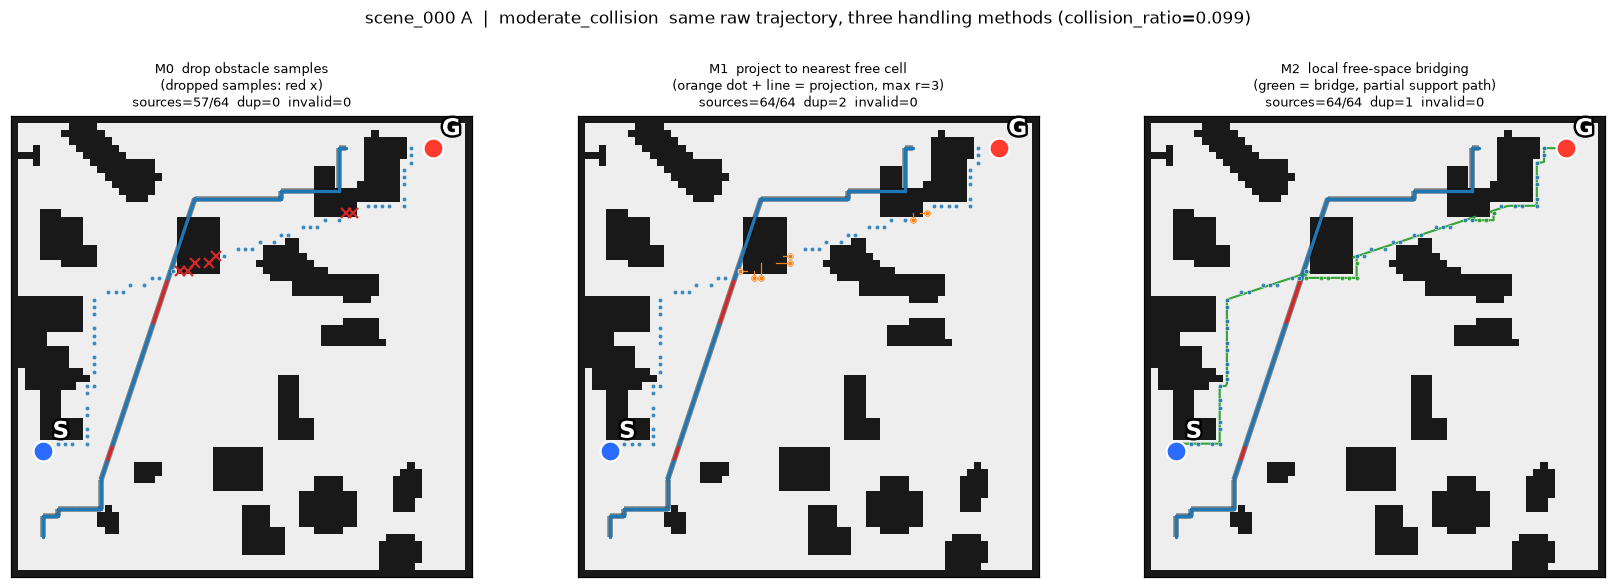 scene_000 A | moderate_collision same raw trajectory, three handling methods (collision_ratio=0.099)
M0 drop obstacle samples
(dropped samples: red x)
sources=57/64 dup=0 invalid=0
M1 project to nearest free cell
(orange dot + line = projection, max r=3)
sources=64/64 dup=2 invalid=0
M2 local free-space bridging
(green = bridge, partial support path)
sources=64/64 dup=1 invalid=0
G
G
G
S
S
S